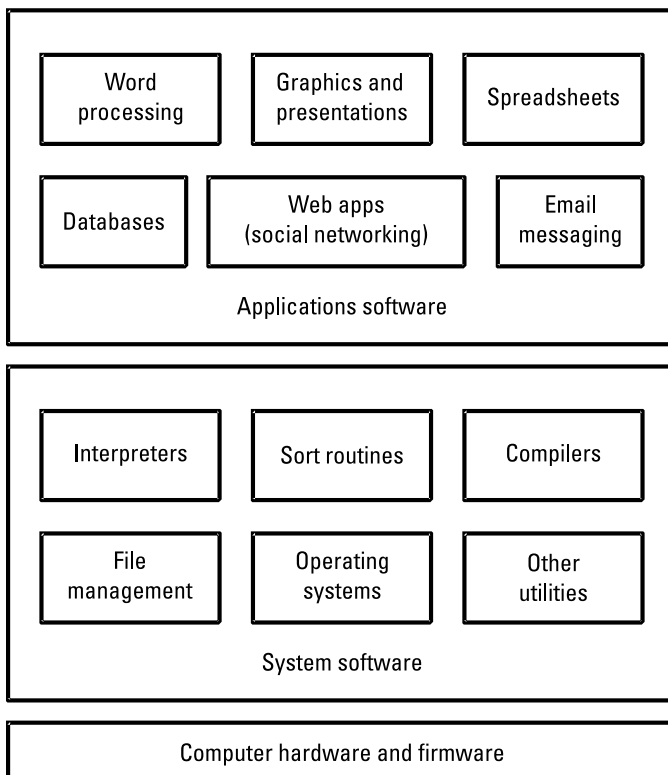 Word
processing
Graphics and
presentations
Spreadsheets
Databases
Web apps
(social networking)
Email
messaging
Applications software
Interpreters
Sort routines
Compilers
File
management
Operating
systems
Other
utilities
System software
Computer hardware and firmware